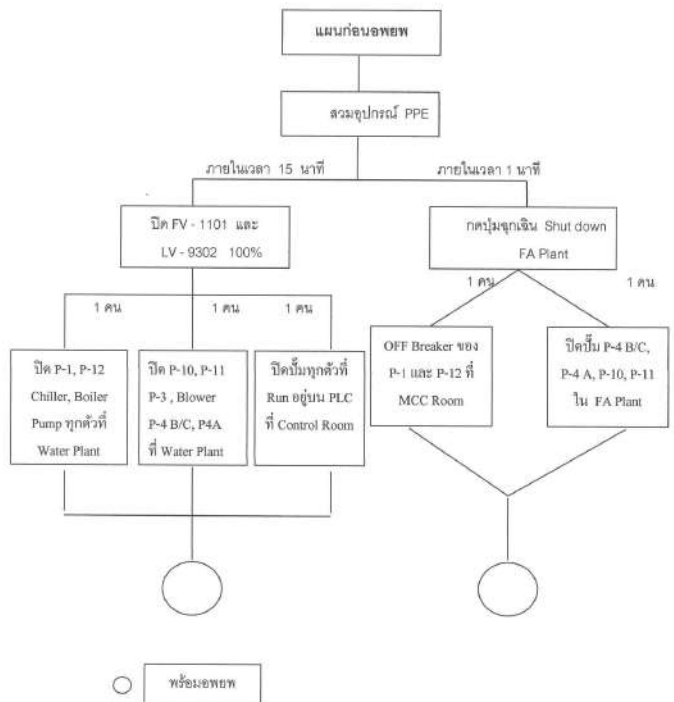 แผนก่อนอพยพ
สวมอุปกรณ์ PPE
ภายในเวลา 15 นาที
ภายในเวลา 1 นาที
ปิด FV - 1101 และ
LV - 9302 100%
กดปุ่มฉุกเฉิน Shut down
FA Plant
1 คน
1 คน
1 คน
1 คน
1 คน
ปิด P-1, P-12
Chiller, Boiler
Pump ทุกตัวที่
Water Plant
ปิด P-10, P-11
P-3 , Blower
P-4 B/C, P4A
ที่ Water Plant
ปิดปั๊มทุกตัวที่
Run อยู่บน PLC
ที่ Control Room
OFF Breaker ของ
P-1 และ P-12 ที่
MCC Room
ปิดปั๊ม P-4 B/C,
P-4 A, P-10, P-11
ใน FA Plant
พร้อมอพยพ